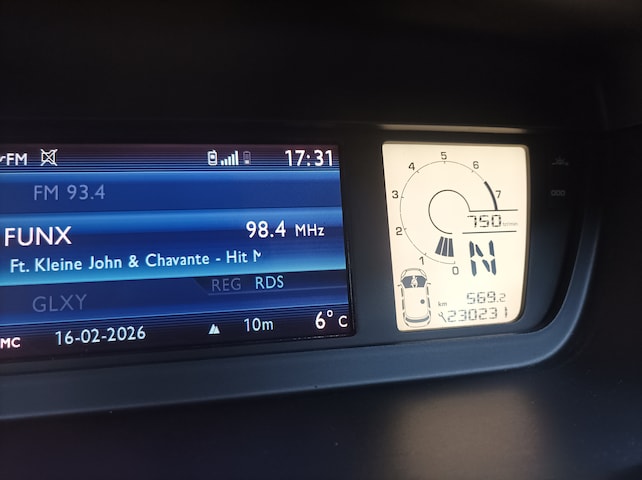 FM 17:31
FM 93.4
FUNX 98.4 MHz
Ft. Kleine John & Chavante - Hit M
REG RDS
GLXY
MC 16-02-2026 10m 6°C
5
4 6
3 7
750
2
N
1
0
km 569.2
230231